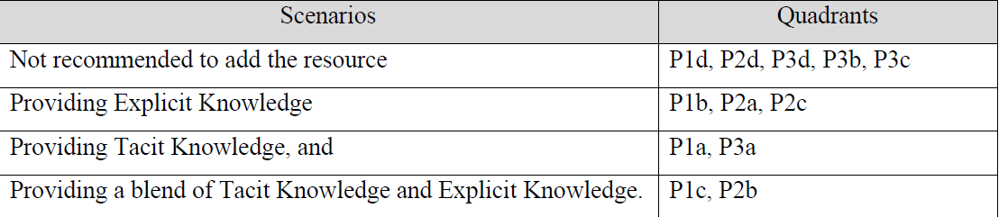 Scenarios Quadrants
Not recommended to add the resource P1d, P2d, P3d, P3b, P3c
Providing Explicit Knowledge P1b, P2a, P2c
Providing Tacit Knowledge, and P1a, P3a
Providing a blend of Tacit Knowledge and Explicit Knowledge. P1c, P2b